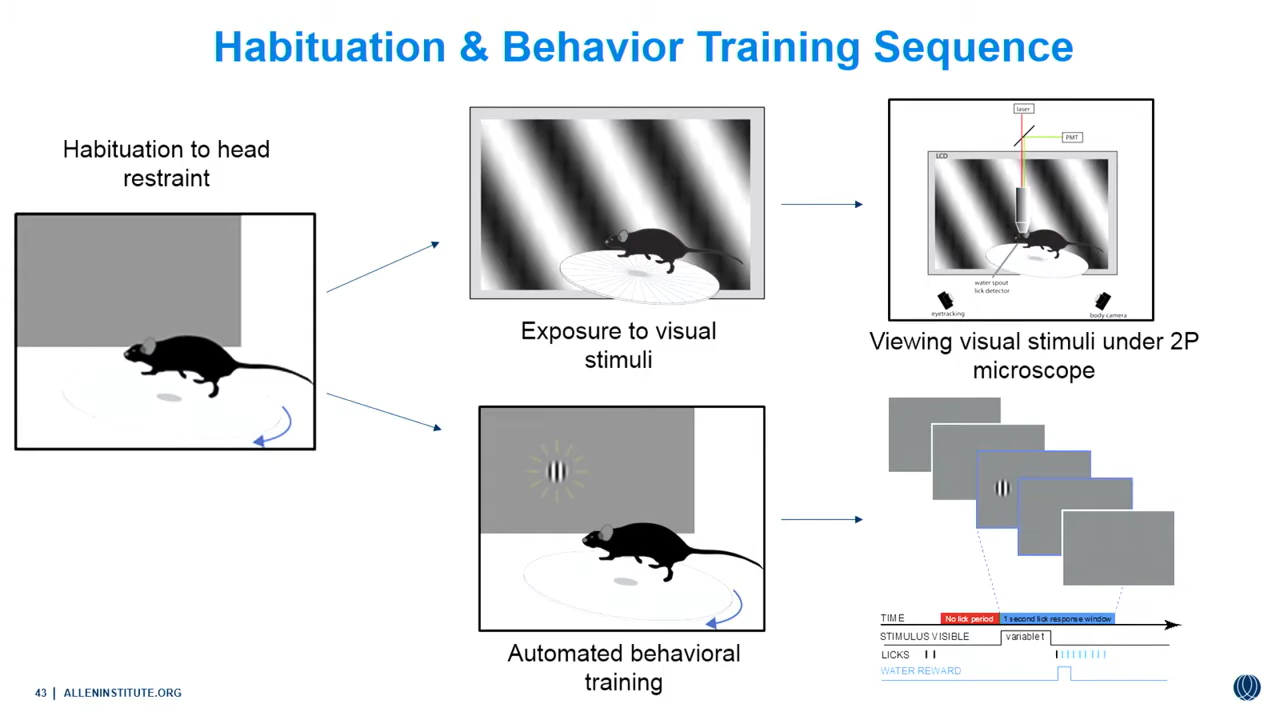 Habituation & Behavior Training Sequence
Habituation to head
restraint
Exposure to visual
stimuli
laser
PMT
LCD
water spout
lick detector
eyetracking
body camera
Viewing visual stimuli under 2P
microscope
Automated behavioral
training
TIME
No lick period
1 second lick response window
STIMULUS VISIBLE
variable t
LICKS
WATER REWARD
43 | ALLENINSTITUTE.ORG